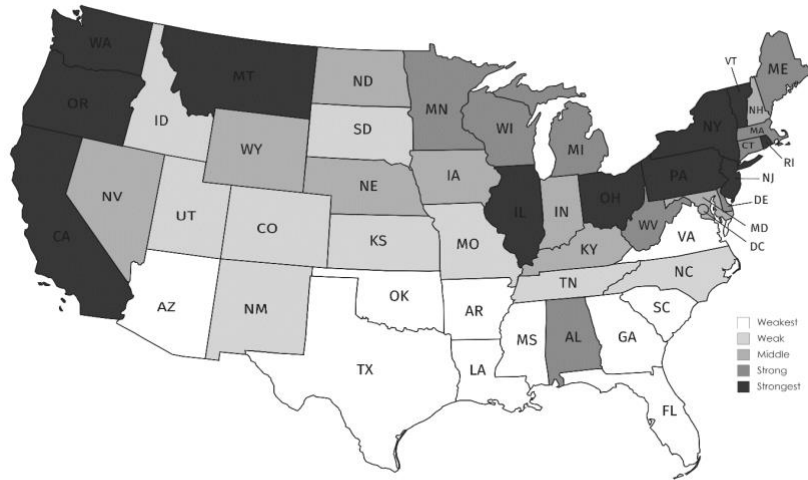 WA
MT
ND
MN
VT
ME
OR
ID
SD
WI
NH
MA
NY
CT
RI
WY
MI
NJ
NE
IA
PA
DE
NV
IL
IN
OH
MD
UT
CO
WV
DC
CA
KS
MO
KY
VA
AZ
NM
OK
AR
TN
NC
SC
MS
AL
GA
TX
LA
FL
Weakest
Weak
Middle
Strong
Strongest